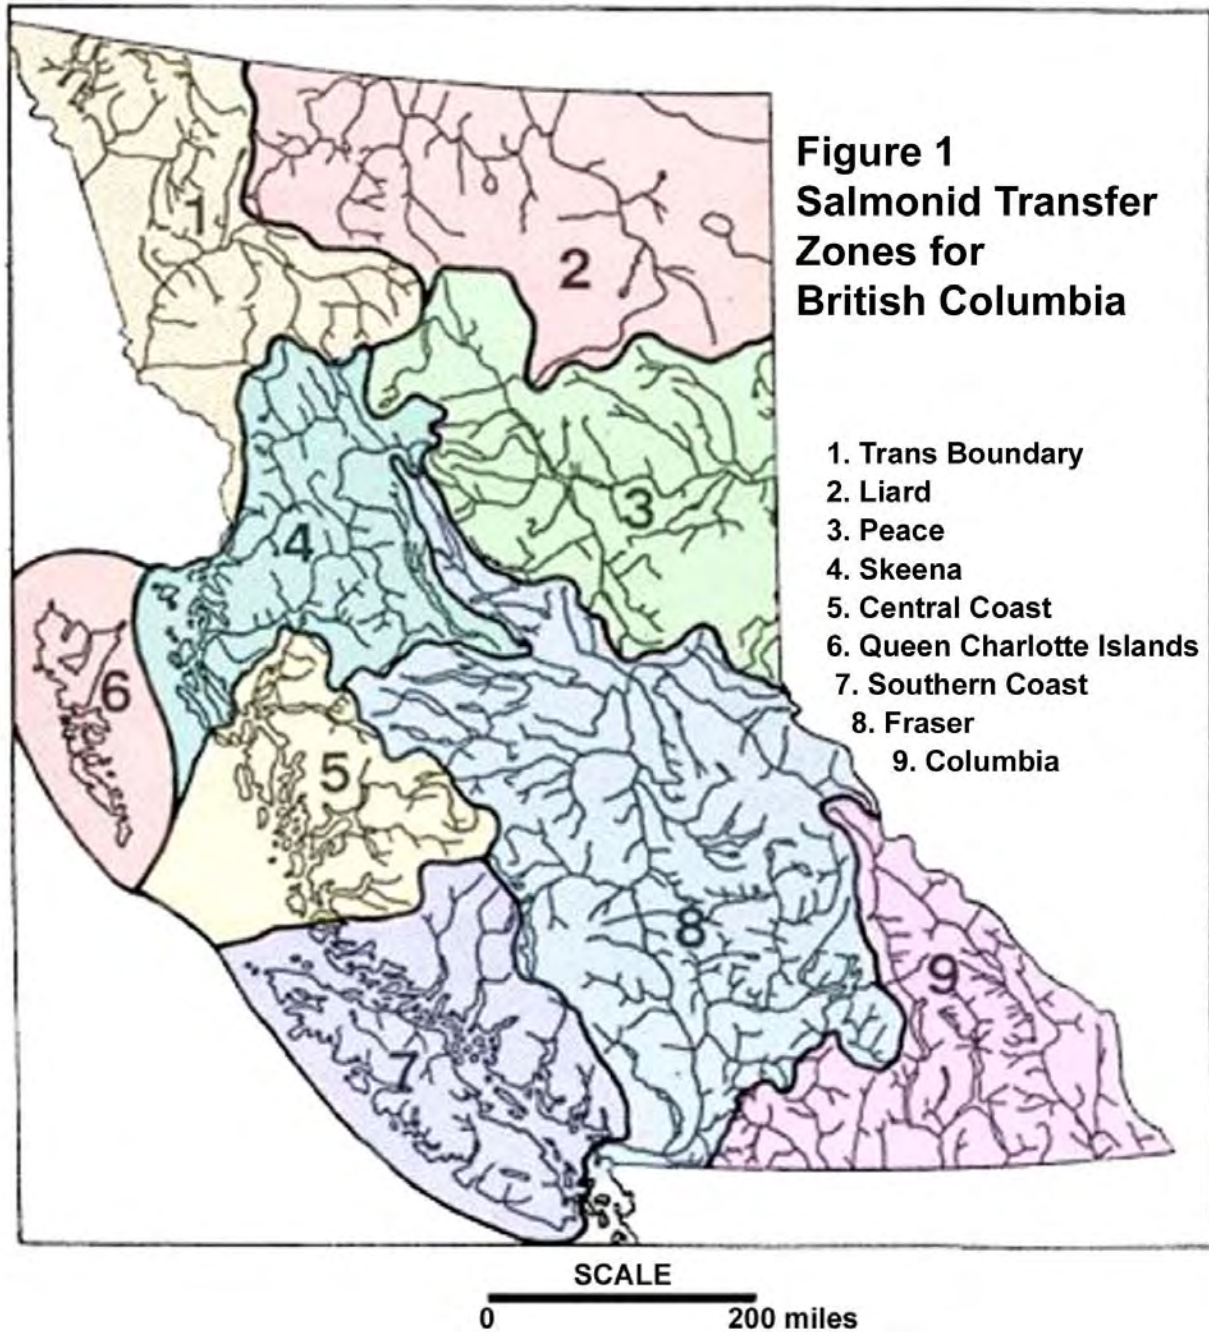 Figure 1
Salmonid Transfer
Zones for
British Columbia
1
2
3
4
5
6
7
8
9
1. Trans Boundary
2. Liard
3. Peace
4. Skeena
5. Central Coast
6. Queen Charlotte Islands
7. Southern Coast
8. Fraser
9. Columbia
SCALE
0 200 miles